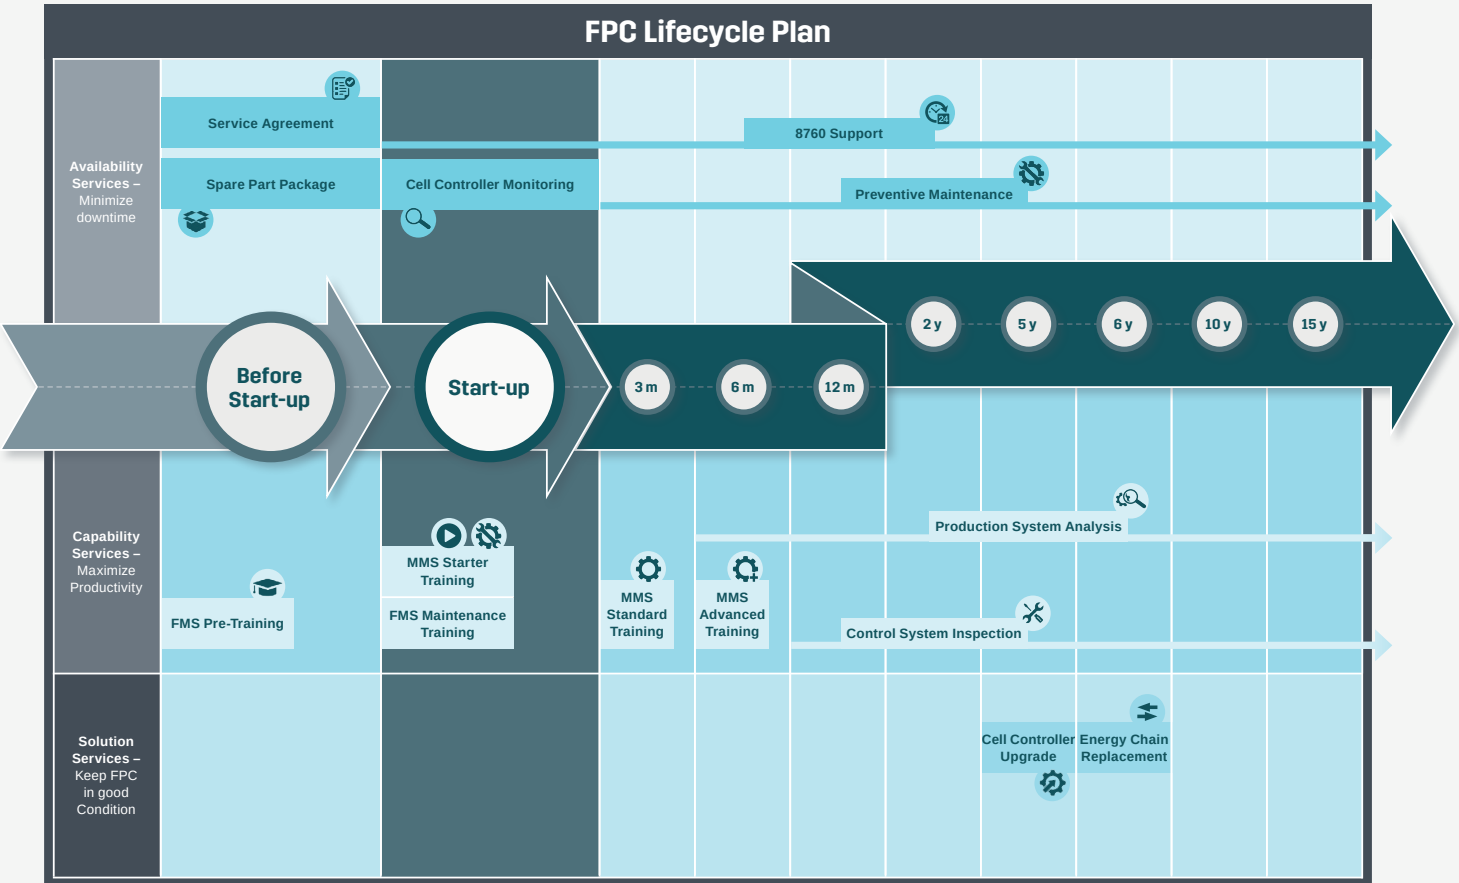 FPC Lifecycle Plan
Availability
Services –
Minimize
downtime
Service Agreement
Spare Part Package
Cell Controller Monitoring
8760 Support
24
Preventive Maintenance
Before
Start-up
Start-up
3 m
6 m
12 m
2 y
5 y
6 y
10 y
15 y
Capability
Services –
Maximize
Productivity
FMS Pre-Training
MMS Starter
Training
FMS Maintenance
Training
MMS
Standard
Training
MMS
Advanced
Training
Production System Analysis
Control System Inspection
Solution
Services –
Keep FPC
in good
Condition
Cell Controller
Upgrade
Energy Chain
Replacement